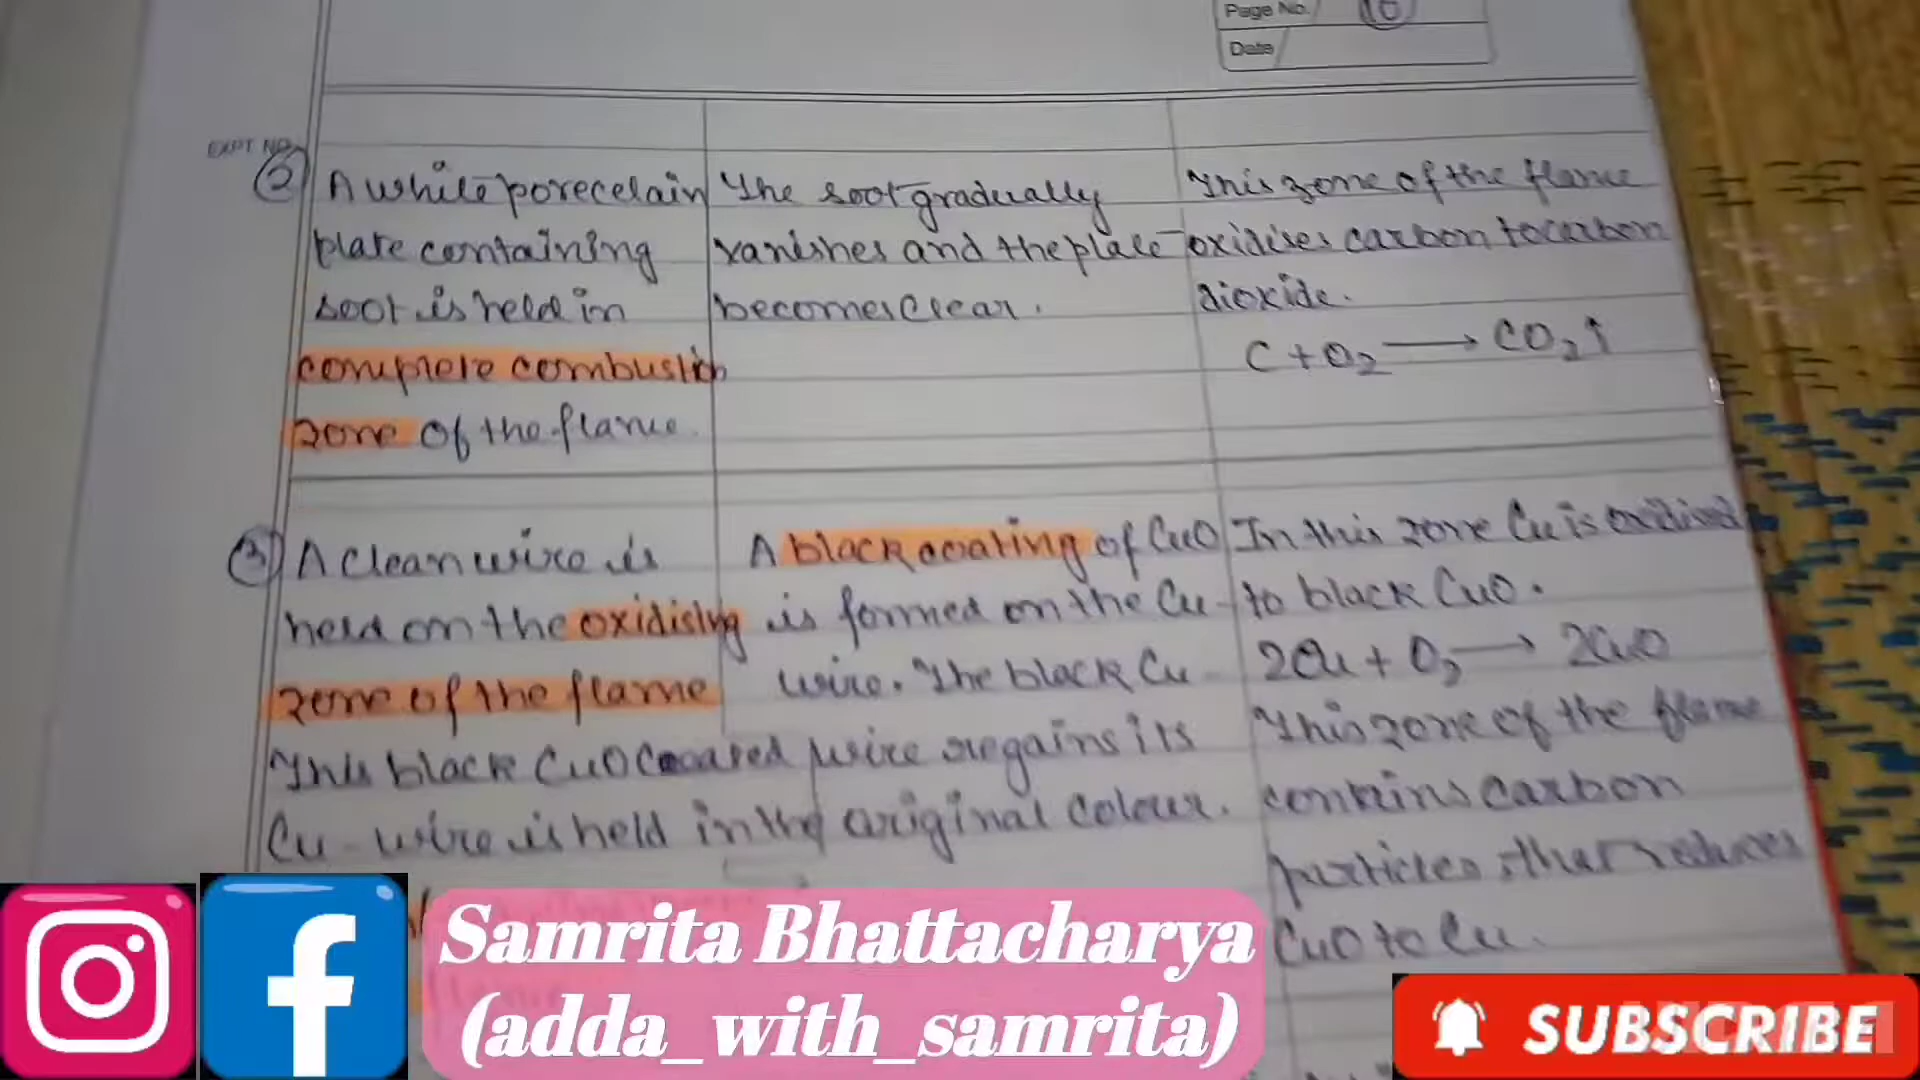 Page No. 10
Date
EXPT NO.
② A white porecelain
plate containing
soot is held in
complete combustion
zone of the flame.
The soot gradually
vanishes and the plate
becomes clear.
This zone of the flame
oxidises carbon to carbon
dioxide.
C + O₂ ⟶ CO₂↑
③ A clean wire is
held on the oxidising
zone of the flame
This black CuO coated
Cu-wire is held in the
A black coating of CuO
is formed on the Cu-
wire. The black Cu-
wire regains its
original colour.
In this zone Cu is oxidised
to black CuO.
2Cu + O₂ ⟶ 2CuO
This zone of the flame
contains carbon
particles, that reduces
CuO to Cu.
Samrita Bhattacharya
(adda_with_samrita)
SUBSCRIBE